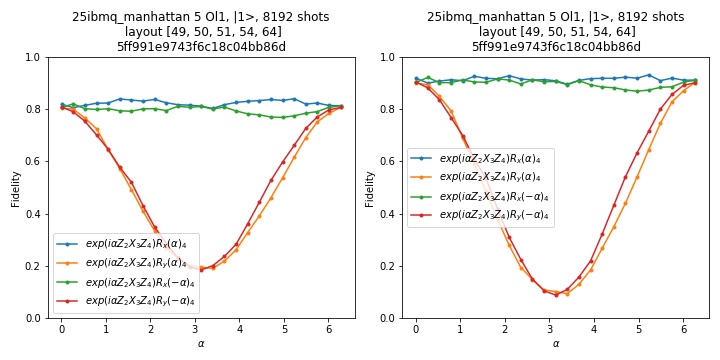 25ibmq_manhattan 5 Ol1, |1>, 8192 shots
layout [49, 50, 51, 54, 64]
5ff991e9743f6c18c04bb86d
1.0
0.8
0.6
0.4
0.2
0.0
Fidelity
exp(iαZ₂X₃Z₄)Rₓ(α)₄
exp(iαZ₂X₃Z₄)Rᵧ(α)₄
exp(iαZ₂X₃Z₄)Rₓ(−α)₄
exp(iαZ₂X₃Z₄)Rᵧ(−α)₄
0 1 2 3 4 5 6
α
25ibmq_manhattan 5 Ol1, |1>, 8192 shots
layout [49, 50, 51, 54, 64]
5ff991e9743f6c18c04bb86d
1.0
0.8
0.6
0.4
0.2
0.0
Fidelity
exp(iαZ₂X₃Z₄)Rₓ(α)₄
exp(iαZ₂X₃Z₄)Rᵧ(α)₄
exp(iαZ₂X₃Z₄)Rₓ(−α)₄
exp(iαZ₂X₃Z₄)Rᵧ(−α)₄
0 1 2 3 4 5 6
α